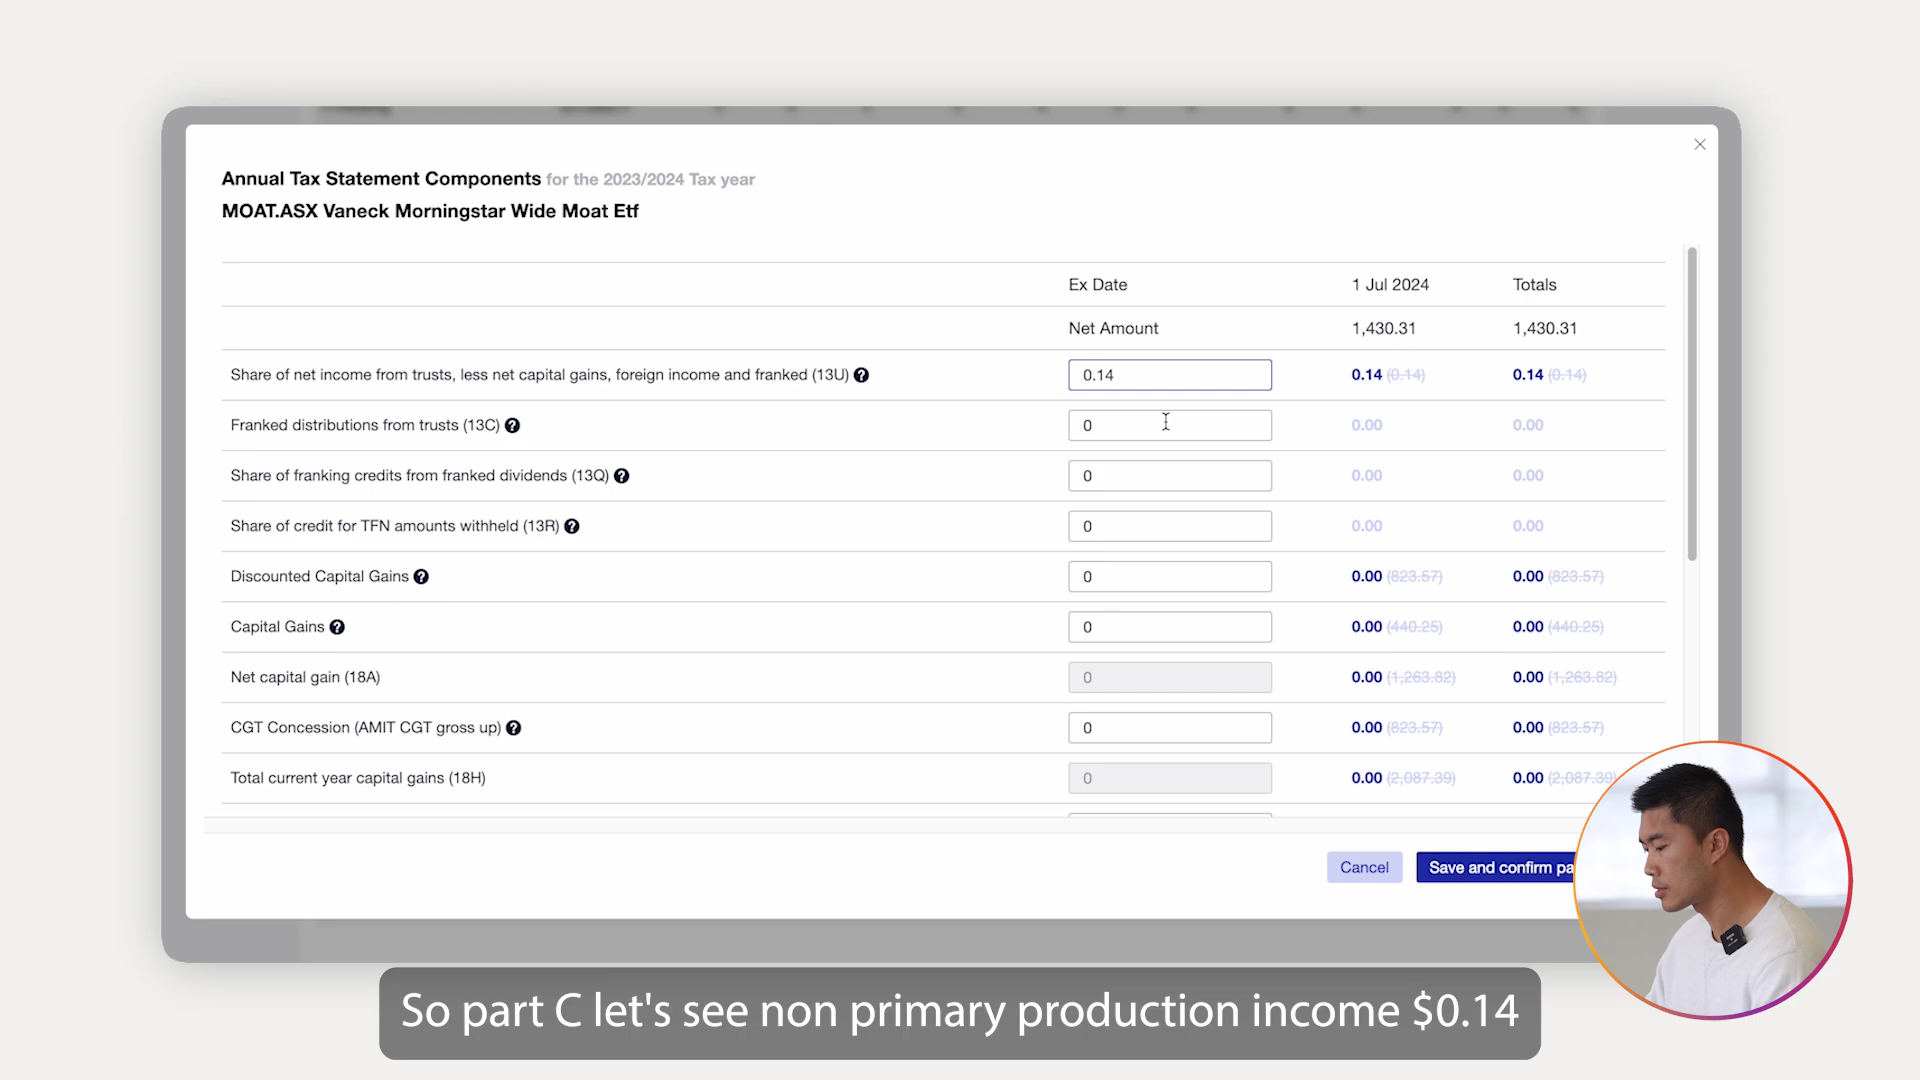 Annual Tax Statement Components for the 2023/2024 Tax year
MOAT.ASX Vaneck Morningstar Wide Moat Etf
Ex Date 1 Jul 2024 Totals
Net Amount 1,430.31 1,430.31
Share of net income from trusts, less net capital gains, foreign income and franked (13U) ? 0.14 0.14 (0.14) 0.14 (0.14)
Franked distributions from trusts (13C) ? 0 0.00 0.00
Share of franking credits from franked dividends (13Q) ? 0 0.00 0.00
Share of credit for TFN amounts withheld (13R) ? 0 0.00 0.00
Discounted Capital Gains ? 0 0.00 (823.57) 0.00 (823.57)
Capital Gains ? 0 0.00 (440.25) 0.00 (440.25)
Net capital gain (18A) 0 0.00 (1,263.82) 0.00 (1,263.82)
CGT Concession (AMIT CGT gross up) ? 0 0.00 (823.57) 0.00 (823.57)
Total current year capital gains (18H) 0 0.00 (2,087.39) 0.00 (2,087.39)
Cancel Save and confirm pa
So part C let's see non primary production income $0.14